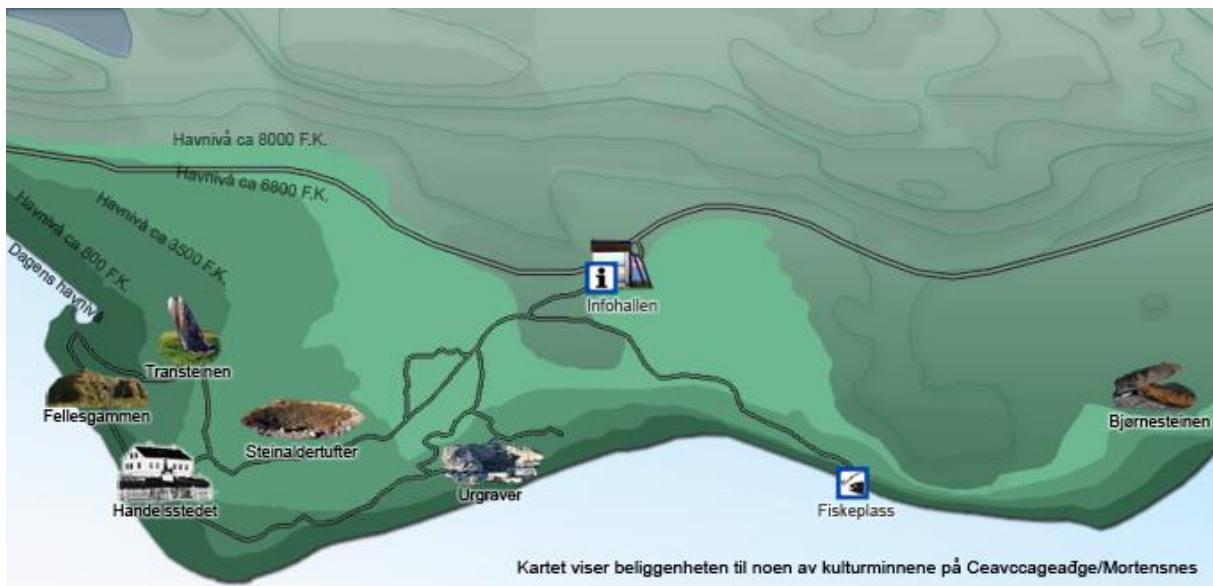 Havnivå ca 8000 F.K.
Havnivå ca 6800 F.K.
Havnivå ca 3500 F.K.
Havnivå ca 800 F.K.
Dagens havnivå
i
Infohallen
Transteinen
Fellesgammen
Steinaldertufter
Bjørnesteinen
Urgraver
Handelsstedet
Fiskeplass
Kartet viser beliggenheten til noen av kulturminnene på Ceavccageađge/Mortensnes